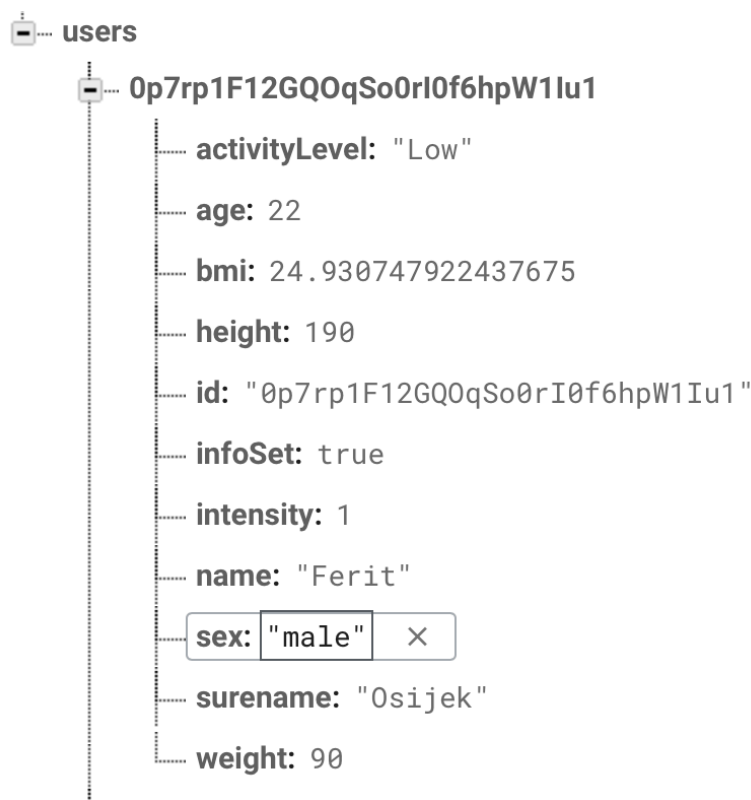 users
0p7rp1F12GQOqSo0rI0f6hpW1Iu1
activityLevel: "Low"
age: 22
bmi: 24.930747922437675
height: 190
id: "0p7rp1F12GQOqSo0rI0f6hpW1Iu1"
infoSet: true
intensity: 1
name: "Ferit"
sex: "male" ×
surename: "Osijek"
weight: 90